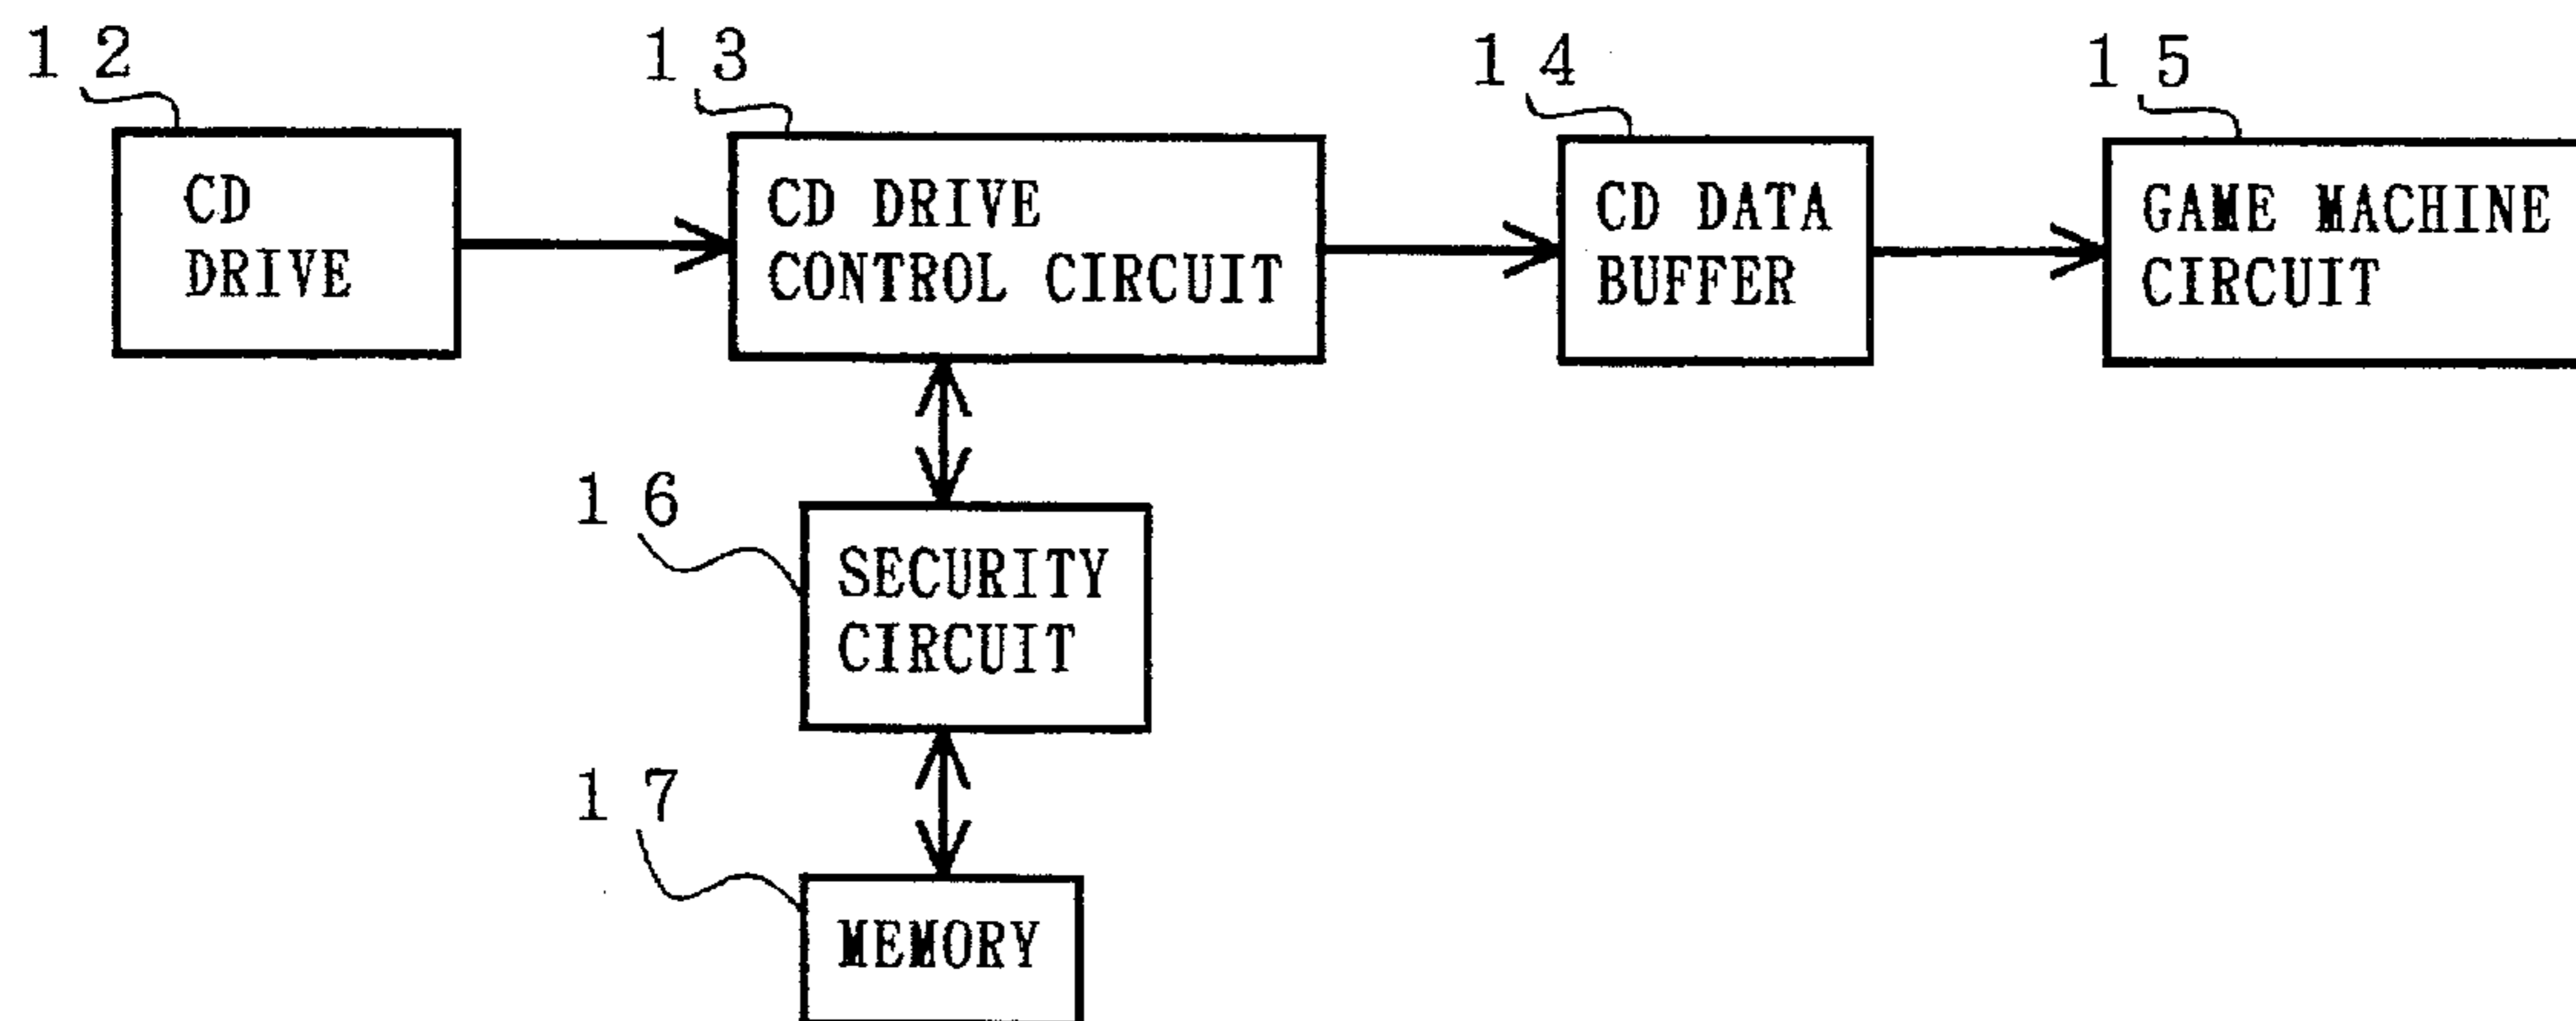 12
13
14
15
CD
DRIVE
CD DRIVE
CONTROL CIRCUIT
CD DATA
BUFFER
GAME MACHINE
CIRCUIT
16
SECURITY
CIRCUIT
17
MEMORY